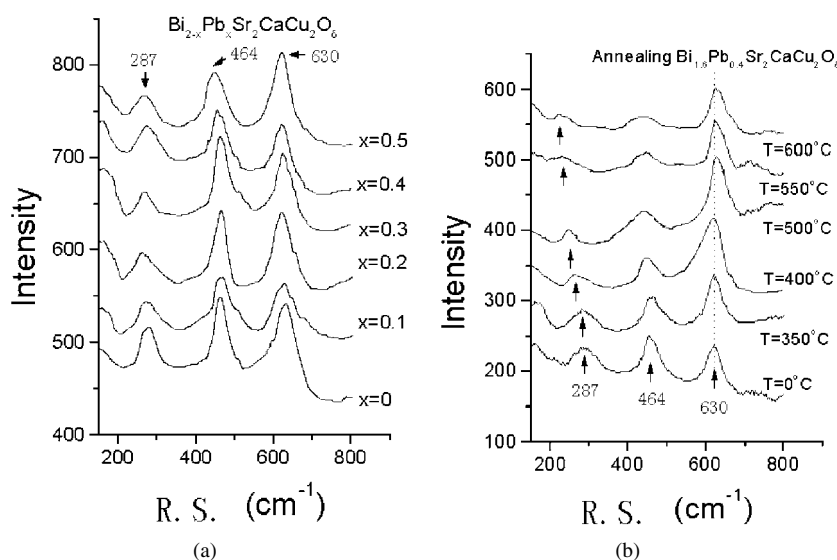 Bi2-xPbxSr2CaCu2Oδ
287
464
630
800
700
600
500
400
Intensity
x=0.5
x=0.4
x=0.3
x=0.2
x=0.1
x=0
200 400 600 800
R. S. (cm-1)
(a)
Annealing Bi1.6Pb0.4Sr2CaCu2Oδ
600
500
400
300
200
100
Intensity
T=600°C
T=550°C
T=500°C
T=400°C
T=350°C
T=0°C
287
464
630
200 400 600 800
R. S. (cm-1)
(b)